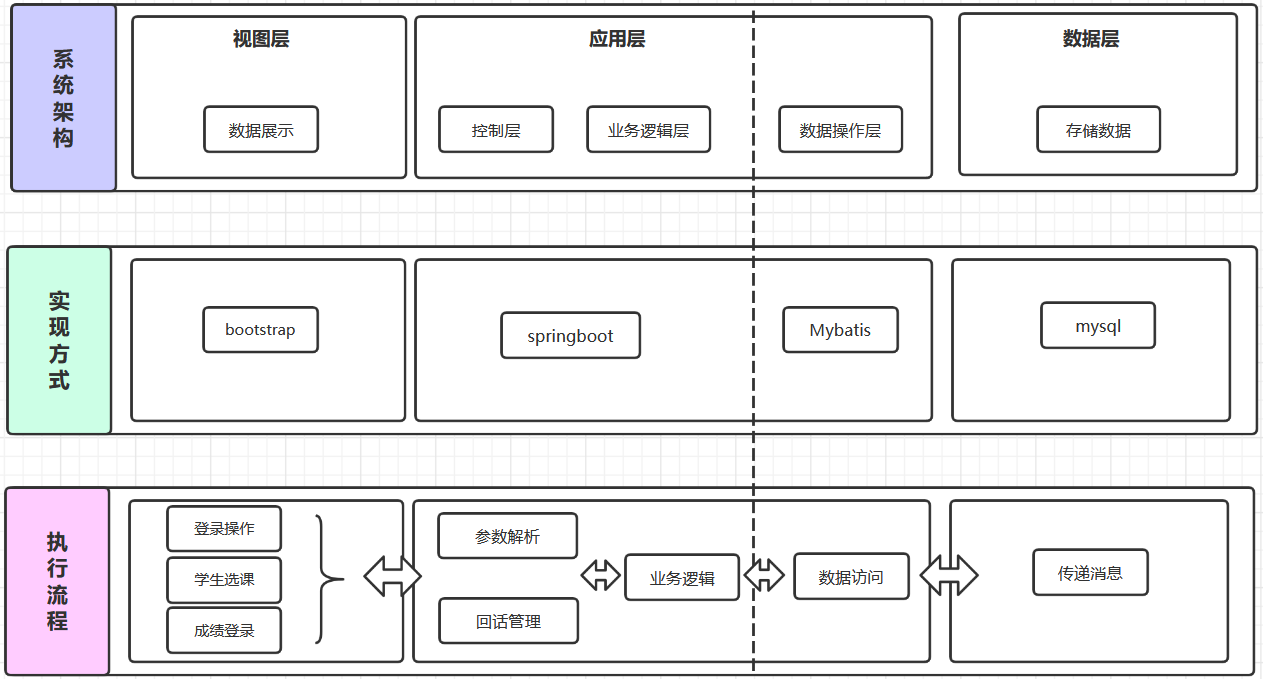 系统架构
视图层
应用层
数据层
数据展示
控制层
业务逻辑层
数据操作层
存储数据
实现方式
bootstrap
springboot
Mybatis
mysql
执行流程
登录操作
学生选课
成绩登录
参数解析
回话管理
业务逻辑
数据访问
传递消息